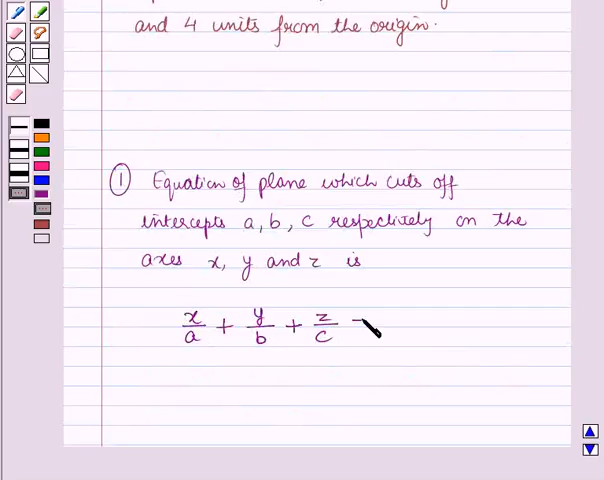 and 4 units from the origin.
① Equation of plane which cuts off
intercepts a, b, c respectively on the
axes x, y and z is
x/a + y/b + z/c -